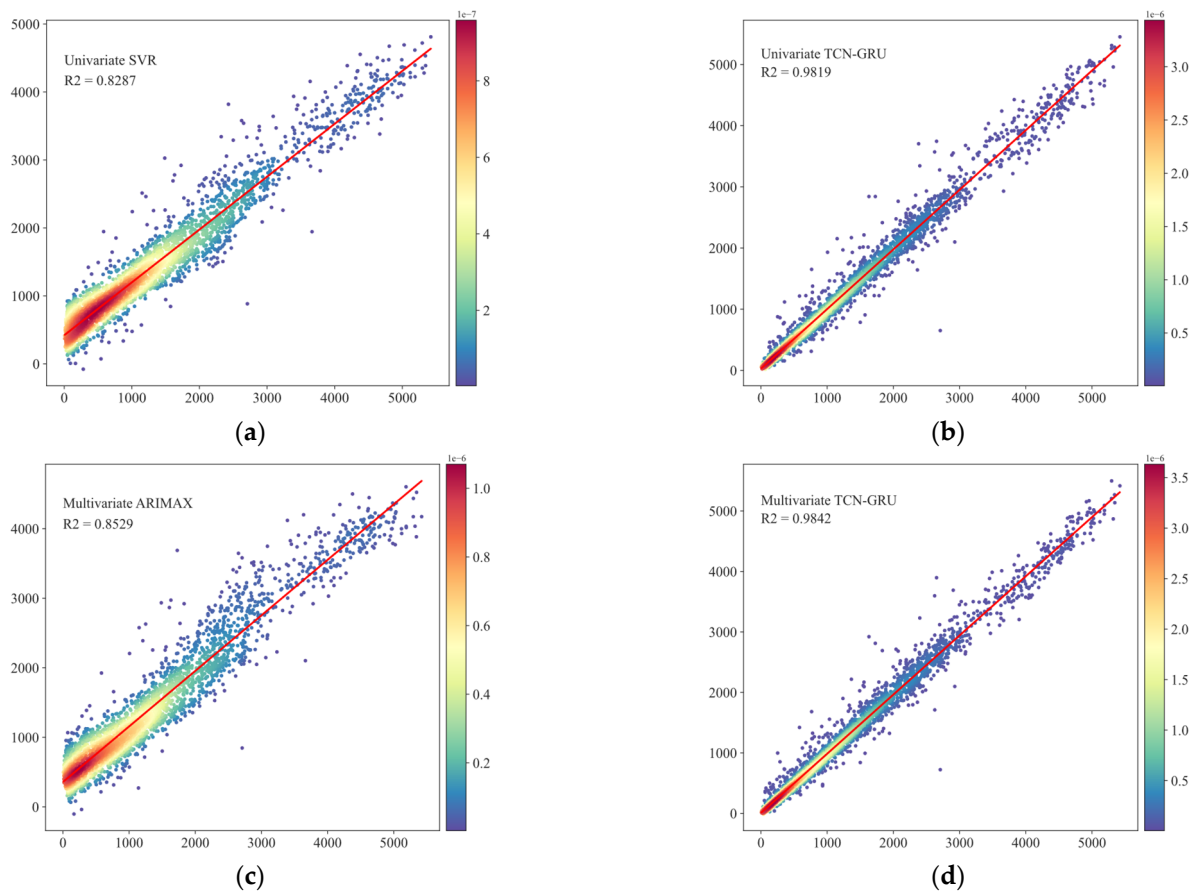 1e−7
Univariate SVR
R2 = 0.8287
5000
4000
3000
2000
1000
0
0 1000 2000 3000 4000 5000
8
6
4
2
(a)
1e−6
Univariate TCN-GRU
R2 = 0.9819
5000
4000
3000
2000
1000
0
0 1000 2000 3000 4000 5000
3.0
2.5
2.0
1.5
1.0
0.5
(b)
1e−6
Multivariate ARIMAX
R2 = 0.8529
4000
3000
2000
1000
0
0 1000 2000 3000 4000 5000
1.0
0.8
0.6
0.4
0.2
(c)
1e−6
Multivariate TCN-GRU
R2 = 0.9842
5000
4000
3000
2000
1000
0
0 1000 2000 3000 4000 5000
3.5
3.0
2.5
2.0
1.5
1.0
0.5
(d)